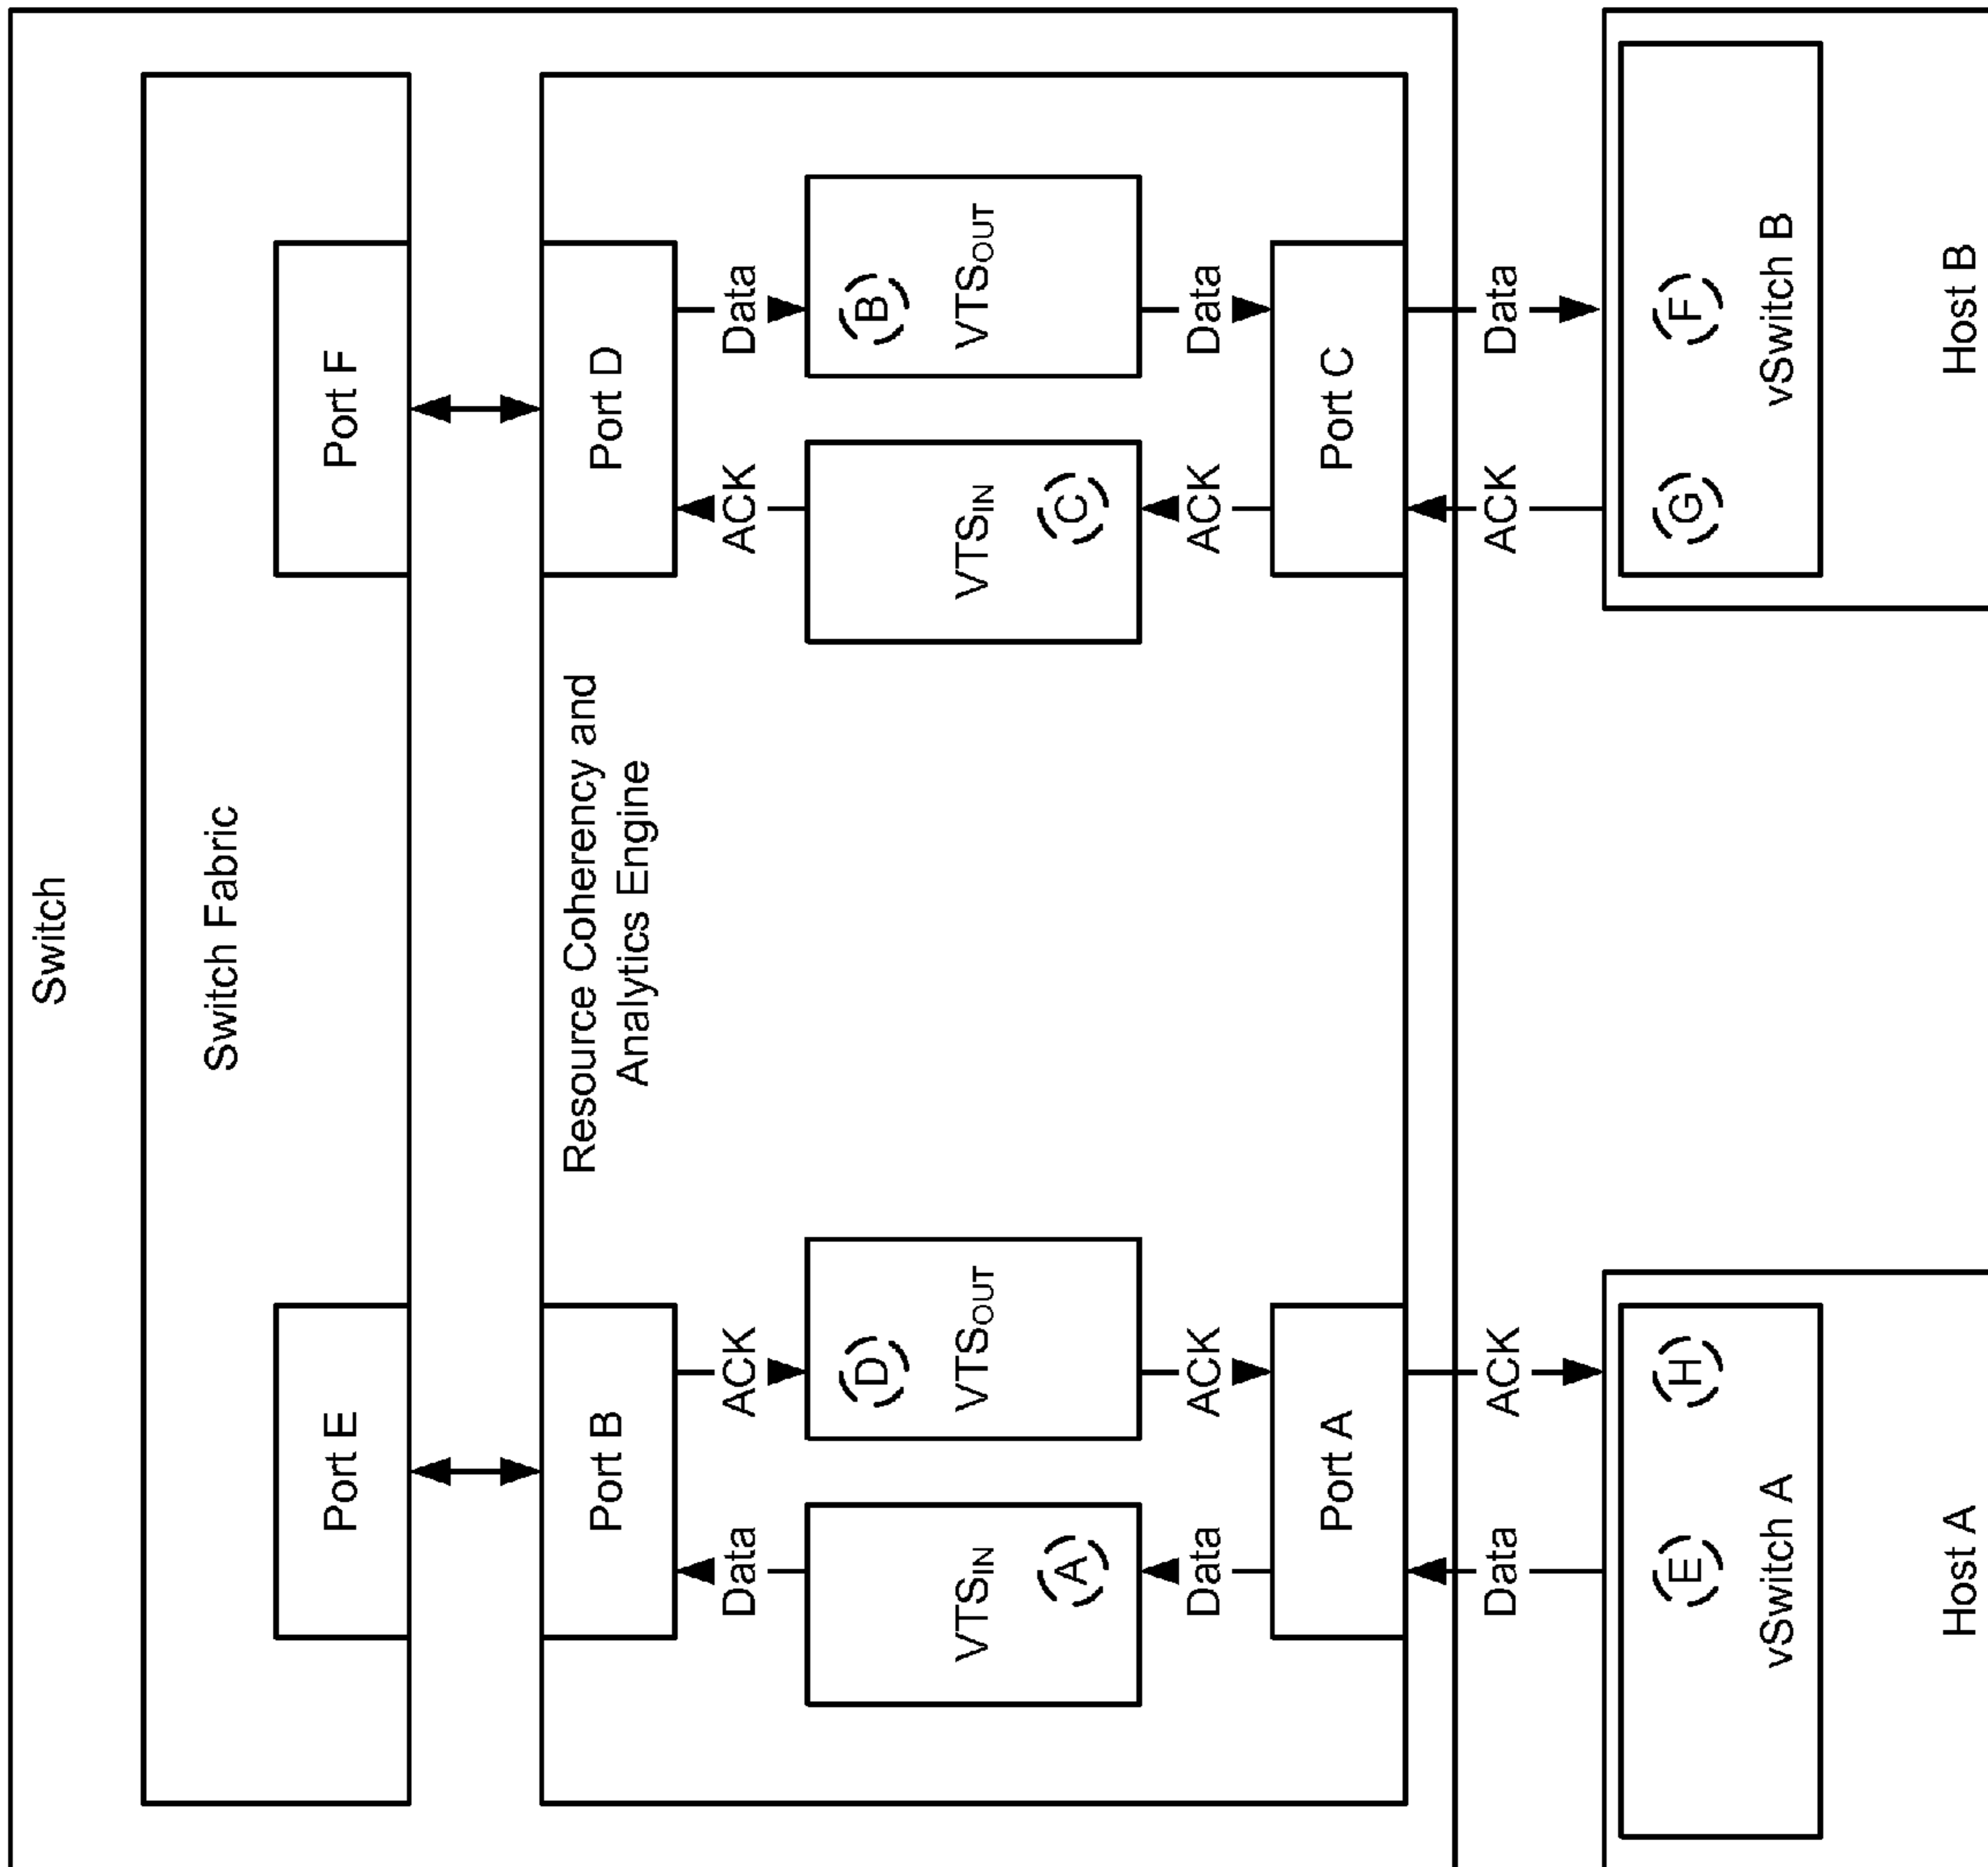 Switch
Switch Fabric
Port E
Port F
Resource Coherency and
Analytics Engine
Port B
Port D
Data
ACK
ACK
Data
D
B
VTSIN
VTSOUT
VTSIN
VTSOUT
A
C
Data
ACK
ACK
Data
Port A
Port C
Data
ACK
ACK
Data
E
H
G
F
vSwitch A
vSwitch B
Host A
Host B